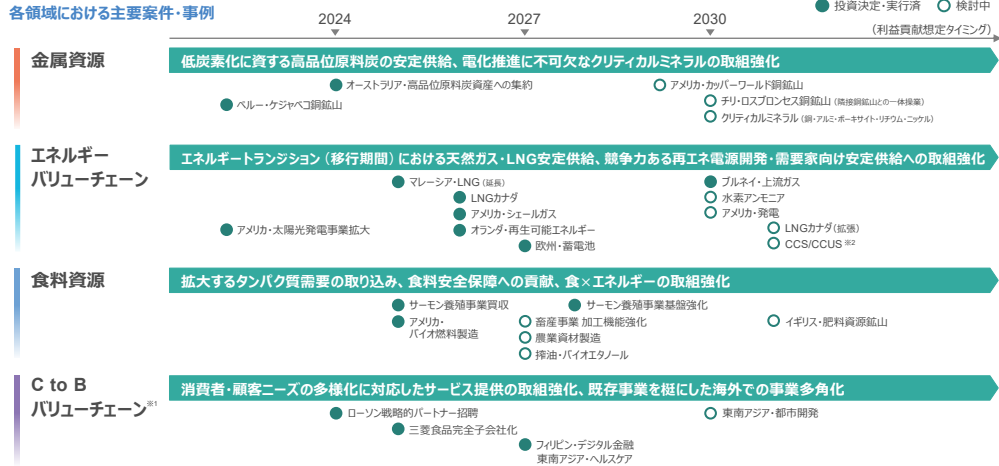 各領域における主要案件・事例
● 投資決定・実行済 ○ 検討中
2024 2027 2030
(利益貢献想定タイミング)
金属資源
低炭素化に資する高品位原料炭の安定供給、電化推進に不可欠なクリティカルミネラルの取組強化
オーストラリア・高品位原料炭資産への集約
アメリカ・カッパーワールド銅鉱山
ペルー・ケジャベコ銅鉱山
チリ・ロスプロンセス銅鉱山 (隣接銅鉱山との一体操業)
クリティカルミネラル (銅・アルミ・ボーキサイト・リチウム・ニッケル)
エネルギー
バリューチェーン
エネルギートランジション (移行期間) における天然ガス・LNG安定供給、競争力ある再エネ電源開発・需要家向け安定供給への取組強化
マレーシア・LNG (延長)
ブルネイ・上流ガス
LNGカナダ
水素アンモニア
アメリカ・シェールガス
アメリカ・発電
アメリカ・太陽光発電事業拡大
オランダ・再生可能エネルギー
LNGカナダ (拡張)
欧州・蓄電池
CCS/CCUS ※2
食料資源
拡大するタンパク質需要の取り込み、食料安全保障への貢献、食×エネルギーの取組強化
サーモン養殖事業買収
サーモン養殖事業基盤強化
アメリカ・
バイオ燃料製造
畜産事業 加工機能強化
イギリス・肥料資源鉱山
農業資材製造
搾油・バイオエタノール
C to B
バリューチェーン※1
消費者・顧客ニーズの多様化に対応したサービス提供の取組強化、既存事業を梃にした海外での事業多角化
ローソン戦略的パートナー招聘
東南アジア・都市開発
三菱食品完全子会社化
フィリピン・デジタル金融
東南アジア・ヘルスケア